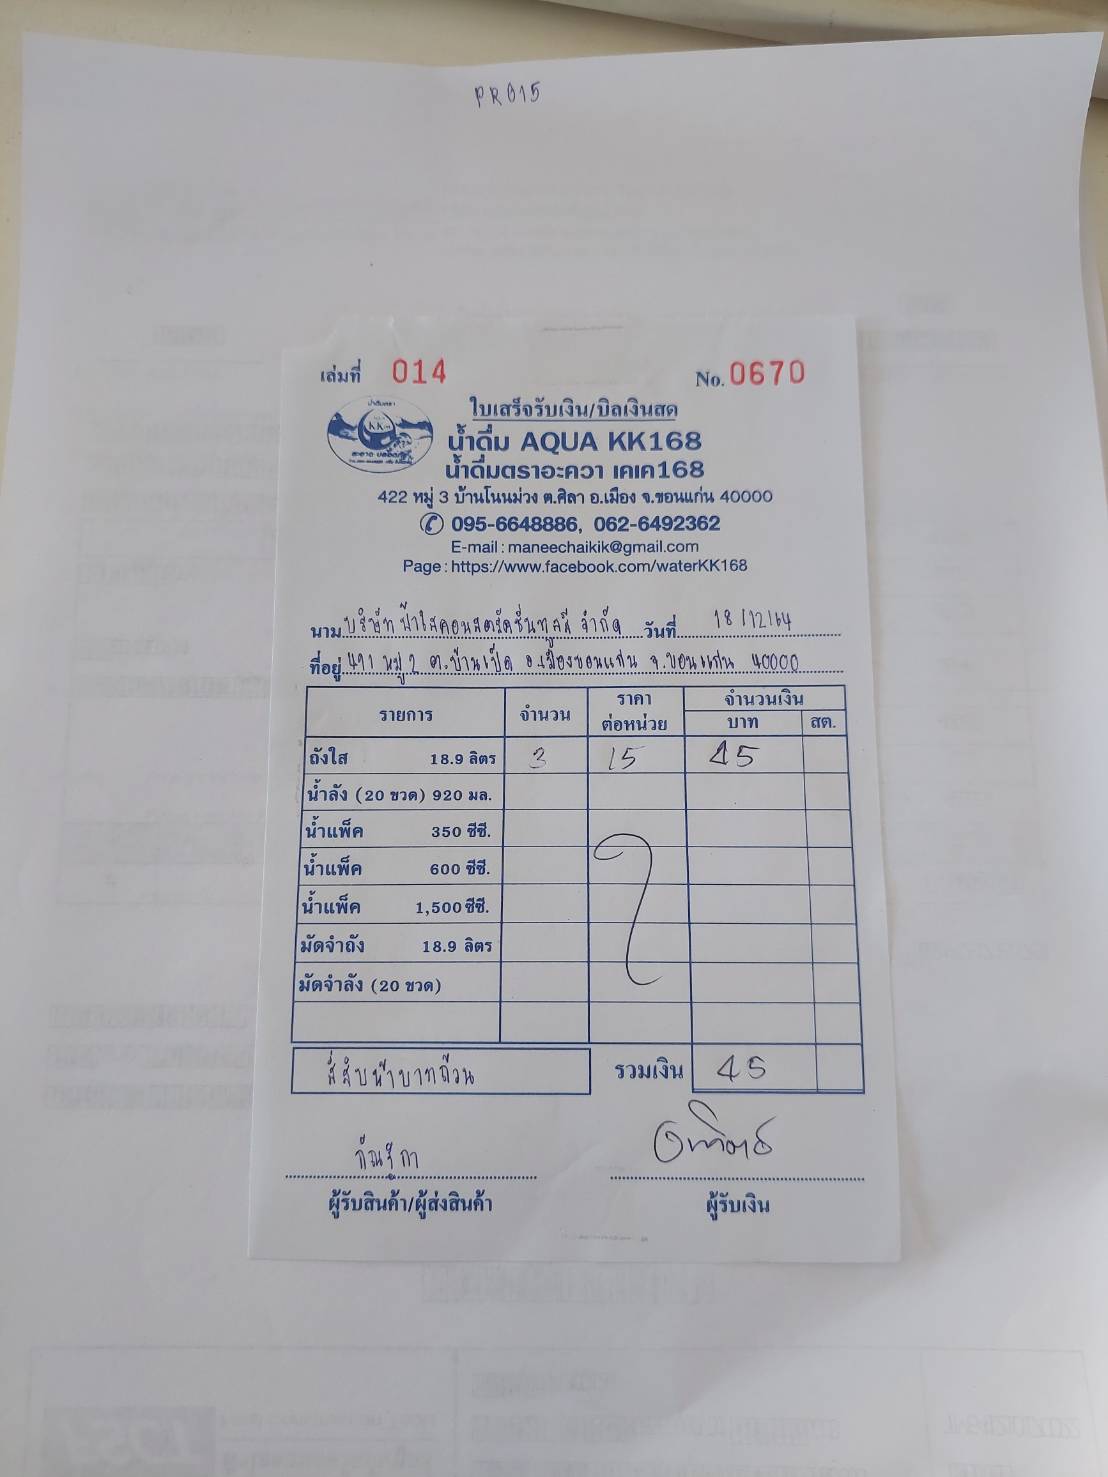 PR015
เล่มที่ 014 No. 0670
ใบเสร็จรับเงิน/บิลเงินสด
น้ำดื่ม AQUA KK168
น้ำดื่มตราอะควา เคเค168
422 หมู่ 3 บ้านโนนม่วง ต.ศิลา อ.เมือง จ.ขอนแก่น 40000
095-6648886, 062-6492362
E-mail : maneechaikik@gmail.com
Page : https://www.facebook.com/waterKK168
นาม บริษัท ฟ้าใสคอนสตรัคชั่นทูลส์ จำกัด วันที่ 18/12/64
ที่อยู่ 491 หมู่ 2 ต.บ้านเป็ด อ.เมืองขอนแก่น จ.ขอนแก่น 40000
รายการ จำนวน ราคาต่อหน่วย จำนวนเงิน
บาท สต.
ถังใส 18.9 ลิตร 3 15 45
น้ำลัง (20 ขวด) 920 มล.
น้ำแพ็ค 350 ซีซี.
น้ำแพ็ค 600 ซีซี.
น้ำแพ็ค 1,500 ซีซี.
มัดจำถัง 18.9 ลิตร
มัดจำลัง (20 ขวด)
สี่สิบห้าบาทถ้วน รวมเงิน 45
กัณฐิกา
ผู้รับสินค้า/ผู้ส่งสินค้า ผู้รับเงิน